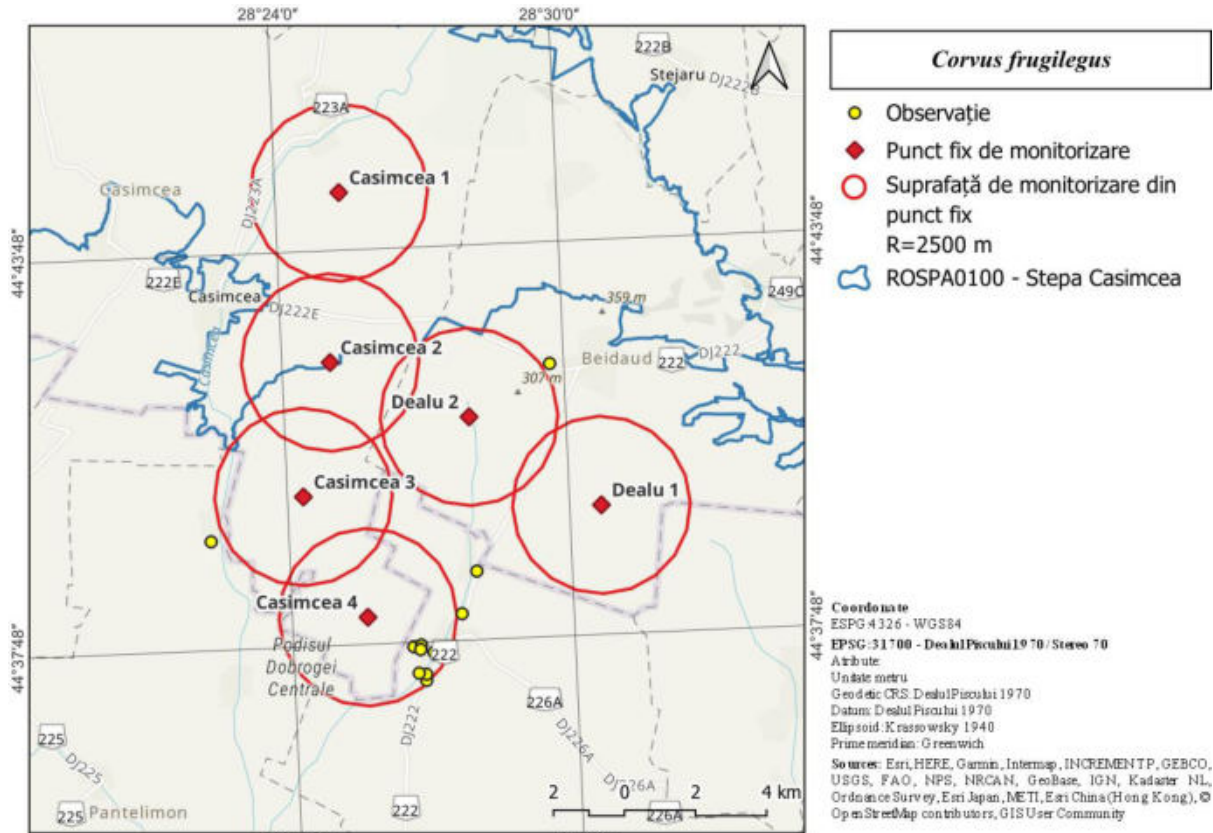 28°24'0"
28°30'0"
222B
Stejaru
DJ222B
223A
Casimcea
Casimcea 1
DJ223A
44°43'48"
44°43'48"
222E
Casimcea
DJ222E
249C
359 m
Casimcea
Casimcea 2
Beidaud
222
DJ222
307 m
Dealu 2
Casimcea 3
Dealu 1
Casimcea 4
44°37'48"
44°37'48"
Podisul
Dobrogei
Centrale
222
226A
DJ222
DJ226A
225
DJ225
DJ226A
Pantelimon
225
222
226A
2 0 2 4 km
Corvus frugilegus
Observație
Punct fix de monitorizare
Suprafață de monitorizare din
punct fix
R=2500 m
ROSPA0100 - Stepa Casimcea
Coordonate
ESPG:4326 - WGS84
EPSG:31700 - Dealul Piscului 1970 / Stereo 70
Atribute:
Unitate metru
Geodetic CRS: Dealul Piscului 1970
Datum: Dealul Piscului 1970
Ellipsoid: Krassowsky 1940
Prime meridian: Greenwich
Sources: Esri, HERE, Garmin, Intermap, INCREMENT P, GEBCO,
USGS, FAO, NPS, NRCAN, GeoBase, IGN, Kadaster NL,
Ordnance Survey, Esri Japan, METI, Esri China (Hong Kong), ©
OpenStreetMap contributors, GIS User Community